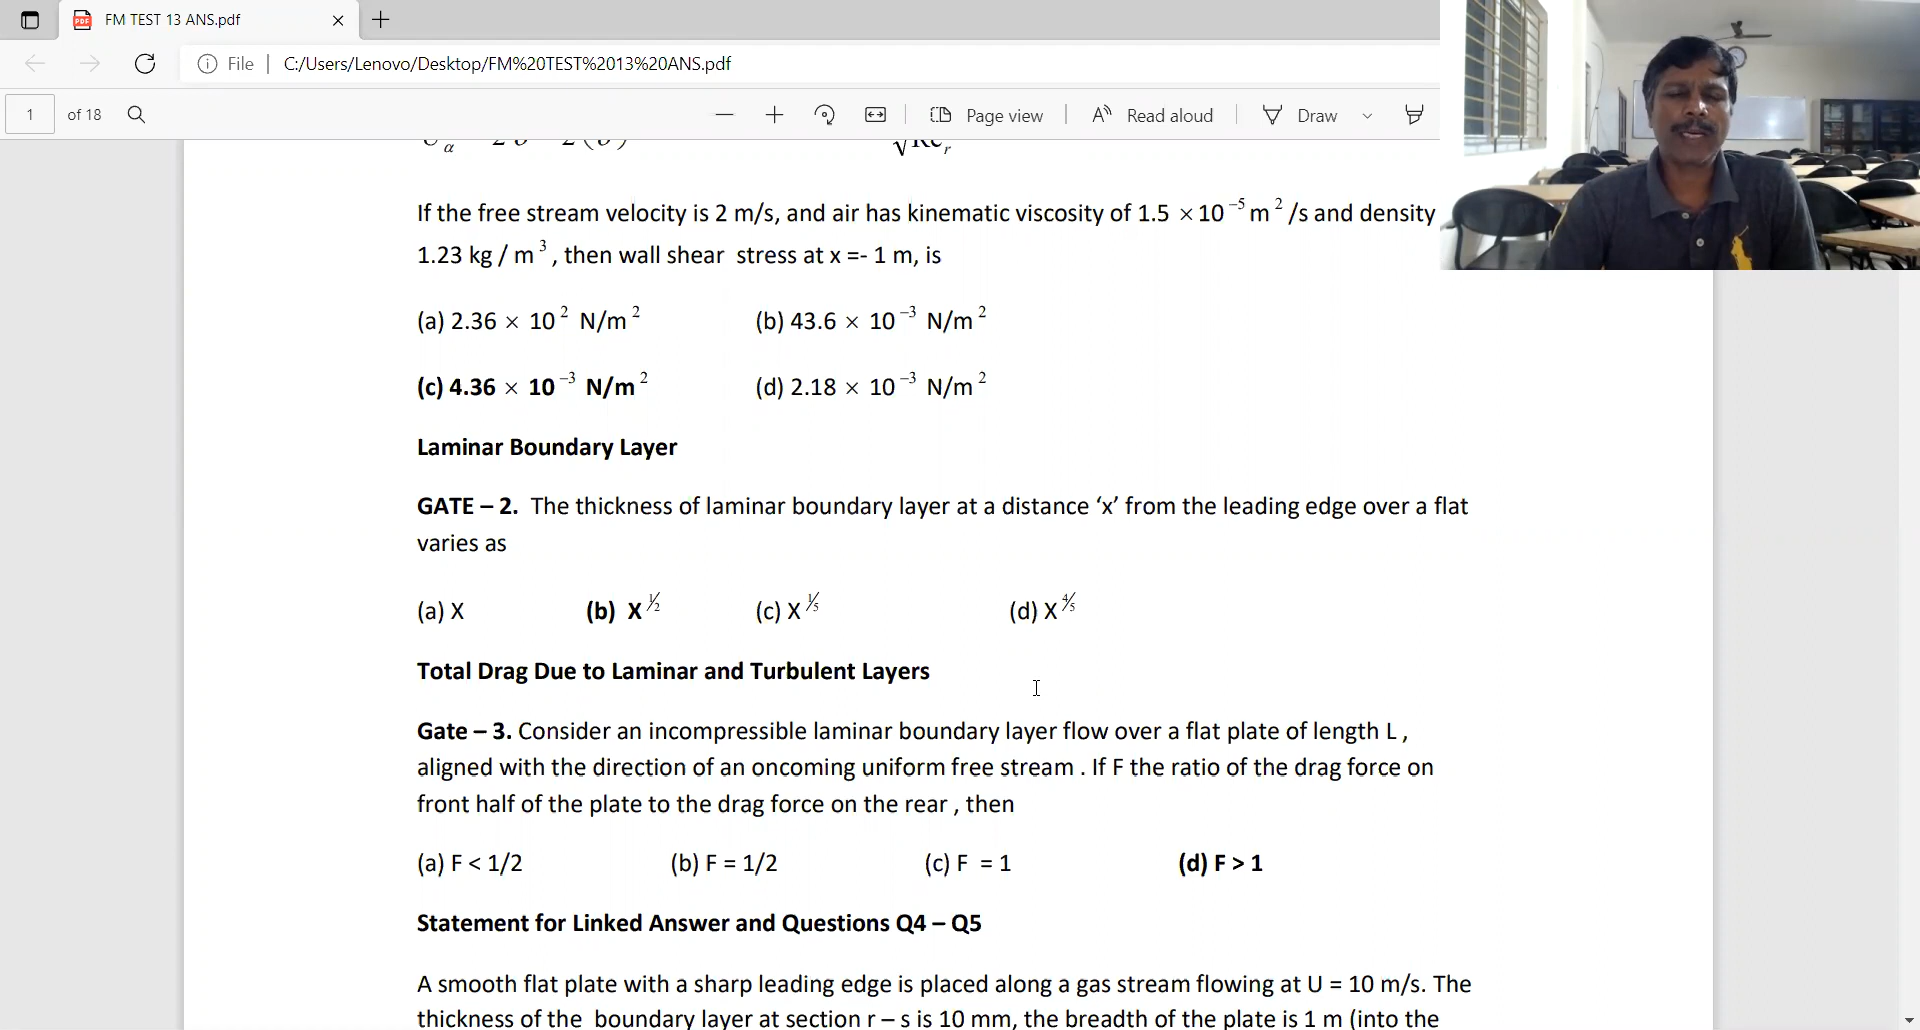 FM TEST 13 ANS.pdf
File
C:/Users/Lenovo/Desktop/FM%20TEST%2013%20ANS.pdf
1 of 18
Page view
Read aloud
Draw
If the free stream velocity is 2 m/s, and air has kinematic viscosity of 1.5 × 10⁻⁵ m² /s and density
1.23 kg / m³ , then wall shear stress at x =- 1 m, is
(a) 2.36 × 10² N/m² (b) 43.6 × 10⁻³ N/m²
(c) 4.36 × 10⁻³ N/m² (d) 2.18 × 10⁻³ N/m²
Laminar Boundary Layer
GATE – 2. The thickness of laminar boundary layer at a distance ‘x’ from the leading edge over a flat
varies as
(a) X (b) X^1/2 (c) X^1/5 (d) X^4/5
Total Drag Due to Laminar and Turbulent Layers
Gate – 3. Consider an incompressible laminar boundary layer flow over a flat plate of length L ,
aligned with the direction of an oncoming uniform free stream . If F the ratio of the drag force on
front half of the plate to the drag force on the rear , then
(a) F < 1/2 (b) F = 1/2 (c) F = 1 (d) F > 1
Statement for Linked Answer and Questions Q4 – Q5
A smooth flat plate with a sharp leading edge is placed along a gas stream flowing at U = 10 m/s. The
thickness of the boundary layer at section r – s is 10 mm, the breadth of the plate is 1 m (into the